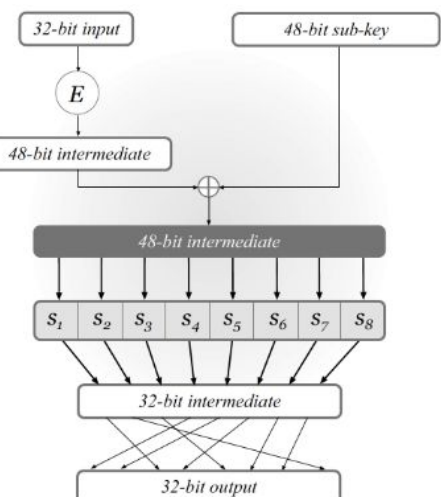 32-bit input
48-bit sub-key
E
48-bit intermediate
48-bit intermediate
S1 S2 S3 S4 S5 S6 S7 S8
32-bit intermediate
32-bit output